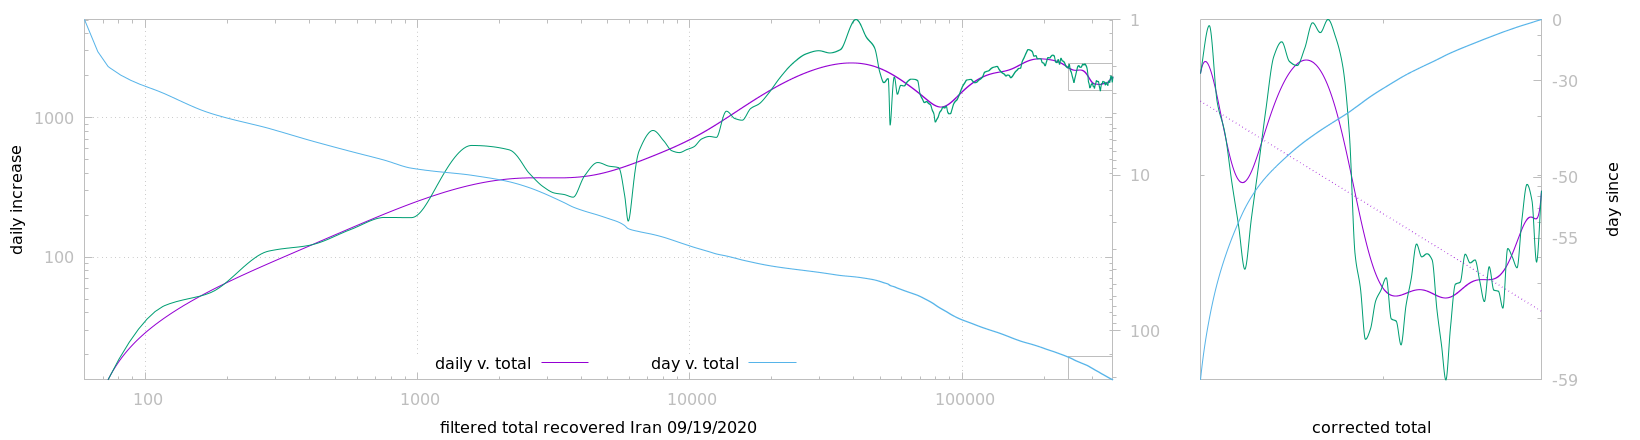 daily increase
1000
100
daily v. total
day v. total
100
1000
10000
100000
filtered total recovered Iran 09/19/2020
1
10
100
0
-30
-50
-55
-59
day since
corrected total